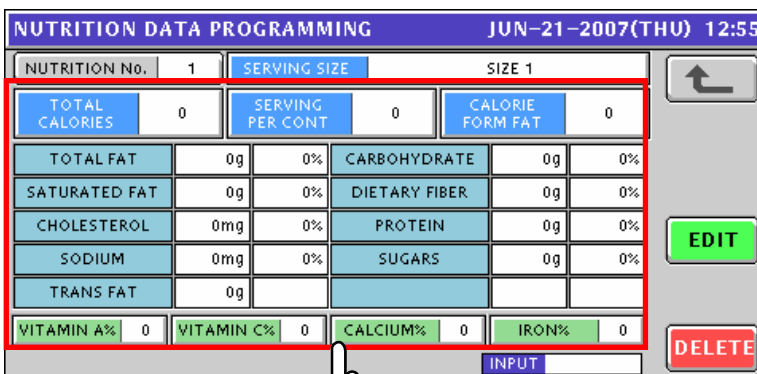 NUTRITION DATA PROGRAMMING JUN-21-2007(THU) 12:55
NUTRITION No. 1 SERVING SIZE SIZE 1
TOTAL CALORIES 0 SERVING PER CONT 0 CALORIE FORM FAT 0
TOTAL FAT 0g 0% CARBOHYDRATE 0g 0%
SATURATED FAT 0g 0% DIETARY FIBER 0g 0%
CHOLESTEROL 0mg 0% PROTEIN 0g 0%
EDIT
SODIUM 0mg 0% SUGARS 0g 0%
TRANS FAT 0g
VITAMIN A% 0 VITAMIN C% 0 CALCIUM% 0 IRON% 0
DELETE
INPUT